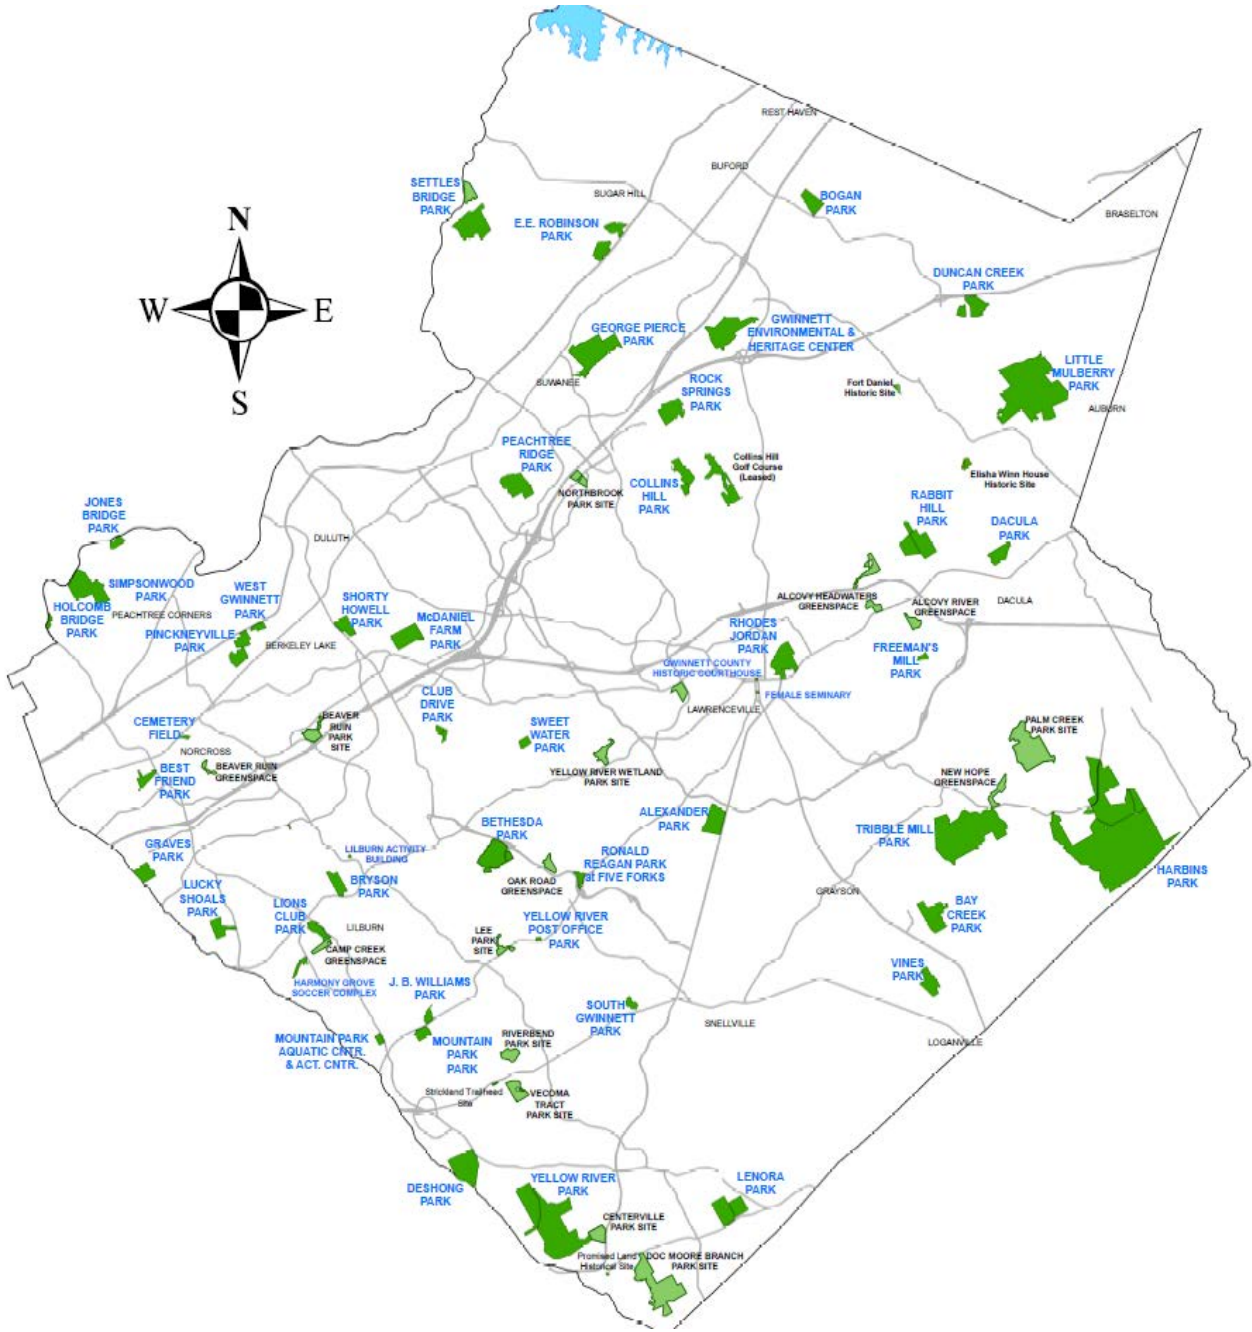 REST HAVEN
BUFORD
SUGAR HILL
SETTLES
BRIDGE
PARK
BOGAN
PARK
BRASELTON
E.E. ROBINSON
PARK
N
W
E
S
DUNCAN CREEK
PARK
GEORGE PIERCE
PARK
GWINNETT
ENVIRONMENTAL &
HERITAGE CENTER
SUWANEE
ROCK
SPRINGS
PARK
Fort Daniel
Historic Site
LITTLE
MULBERRY
PARK
AUBURN
PEACHTREE
RIDGE
PARK
NORTHBROOK
PARK SITE
COLLINS
HILL
PARK
Collins Hill
Golf Course
(Leased)
Elisha Winn House
Historic Site
RABBIT
HILL
PARK
DACULA
PARK
JONES
BRIDGE
PARK
DULUTH
SIMPSONWOOD
PARK
HOLCOMB
BRIDGE
PARK
PEACHTREE CORNERS
WEST
GWINNETT
PARK
PINCKNEYVILLE
PARK
BERKELEY LAKE
SHORTY
HOWELL
PARK
McDANIEL
FARM
PARK
ALCOVY HEADWATERS
GREENSPACE
ALCOVY RIVER
GREENSPACE
DACULA
RHODES
JORDAN
PARK
FREEMAN'S
MILL
PARK
GWINNETT COUNTY
HISTORIC COURTHOUSE
FEMALE SEMINARY
LAWRENCEVILLE
CLUB
DRIVE
PARK
SWEET
WATER
PARK
BEAVER
RUIN
PARK
SITE
CEMETERY
FIELD
NORCROSS
BEAVER RUIN
GREENSPACE
BEST
FRIEND
PARK
YELLOW RIVER WETLAND
PARK SITE
PALM CREEK
PARK SITE
NEW HOPE
GREENSPACE
ALEXANDER
PARK
TRIBBLE MILL
PARK
HARBINS
PARK
BETHESDA
PARK
GRAVES
PARK
LILBURN ACTIVITY
BUILDING
BRYSON
PARK
OAK ROAD
GREENSPACE
RONALD
REAGAN PARK
at FIVE FORKS
GRAYSON
LUCKY
SHOALS
PARK
LIONS
CLUB
PARK
LILBURN
CAMP CREEK
GREENSPACE
LEE
PARK
SITE
YELLOW RIVER
POST OFFICE
PARK
BAY
CREEK
PARK
VINES
PARK
HARMONY GROVE
SOCCER COMPLEX
J. B. WILLIAMS
PARK
SOUTH
GWINNETT
PARK
SNELLVILLE
LOGANVILLE
MOUNTAIN PARK
AQUATIC CNTR.
& ACT. CNTR.
MOUNTAIN
PARK
PARK
RIVERBEND
PARK SITE
Strickland Trailhead
Site
VECOMA
TRACT
PARK SITE
DESHONG
PARK
YELLOW RIVER
PARK
LENORA
PARK
CENTERVILLE
PARK SITE
Promised Land
Historical Site
DOC MOORE BRANCH
PARK SITE